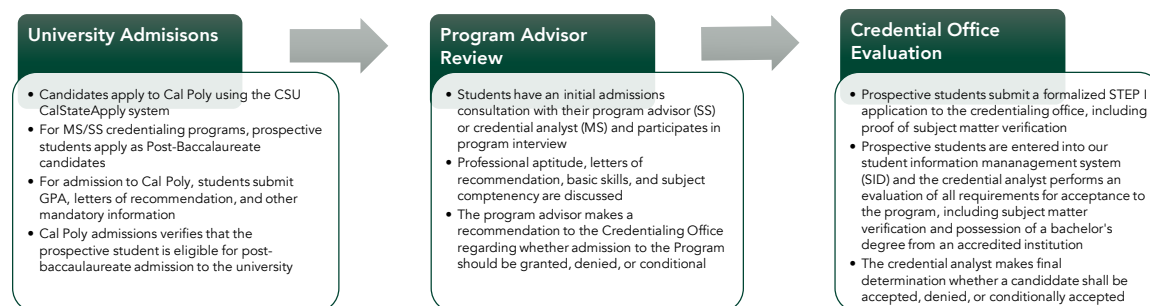 University Admisisons
• Candidates apply to Cal Poly using the CSU
CalStateApply system
• For MS/SS credentialing programs, prospective
students apply as Post-Baccalaureate
candidates
• For admission to Cal Poly, students submit
GPA, letters of recommendation, and other
mandatory information
• Cal Poly admissions verifies that the
prospective student is eligible for post-
baccaulaureate admission to the university
Program Advisor
Review
• Students have an initial admissions
consultation with their program advisor (SS)
or credential analyst (MS) and participates in
program interview
• Professional aptitude, letters of
recommendation, basic skills, and subject
comptenency are discussed
• The program advisor makes a
recommendation to the Credentialing Office
regarding whether admission to the Program
should be granted, denied, or conditional
Credential Office
Evaluation
• Prospective students submit a formalized STEP I
application to the credentialing office, including
proof of subject matter verification
• Prospective students are entered into our
student information mananagement system
(SID) and the credential analyst performs an
evaluation of all requirements for acceptance to
the program, including subject matter
verification and possession of a bachelor's
degree from an accredited institution
• The credential analyst makes final
determination whether a candiddate shall be
accepted, denied, or conditionally accepted